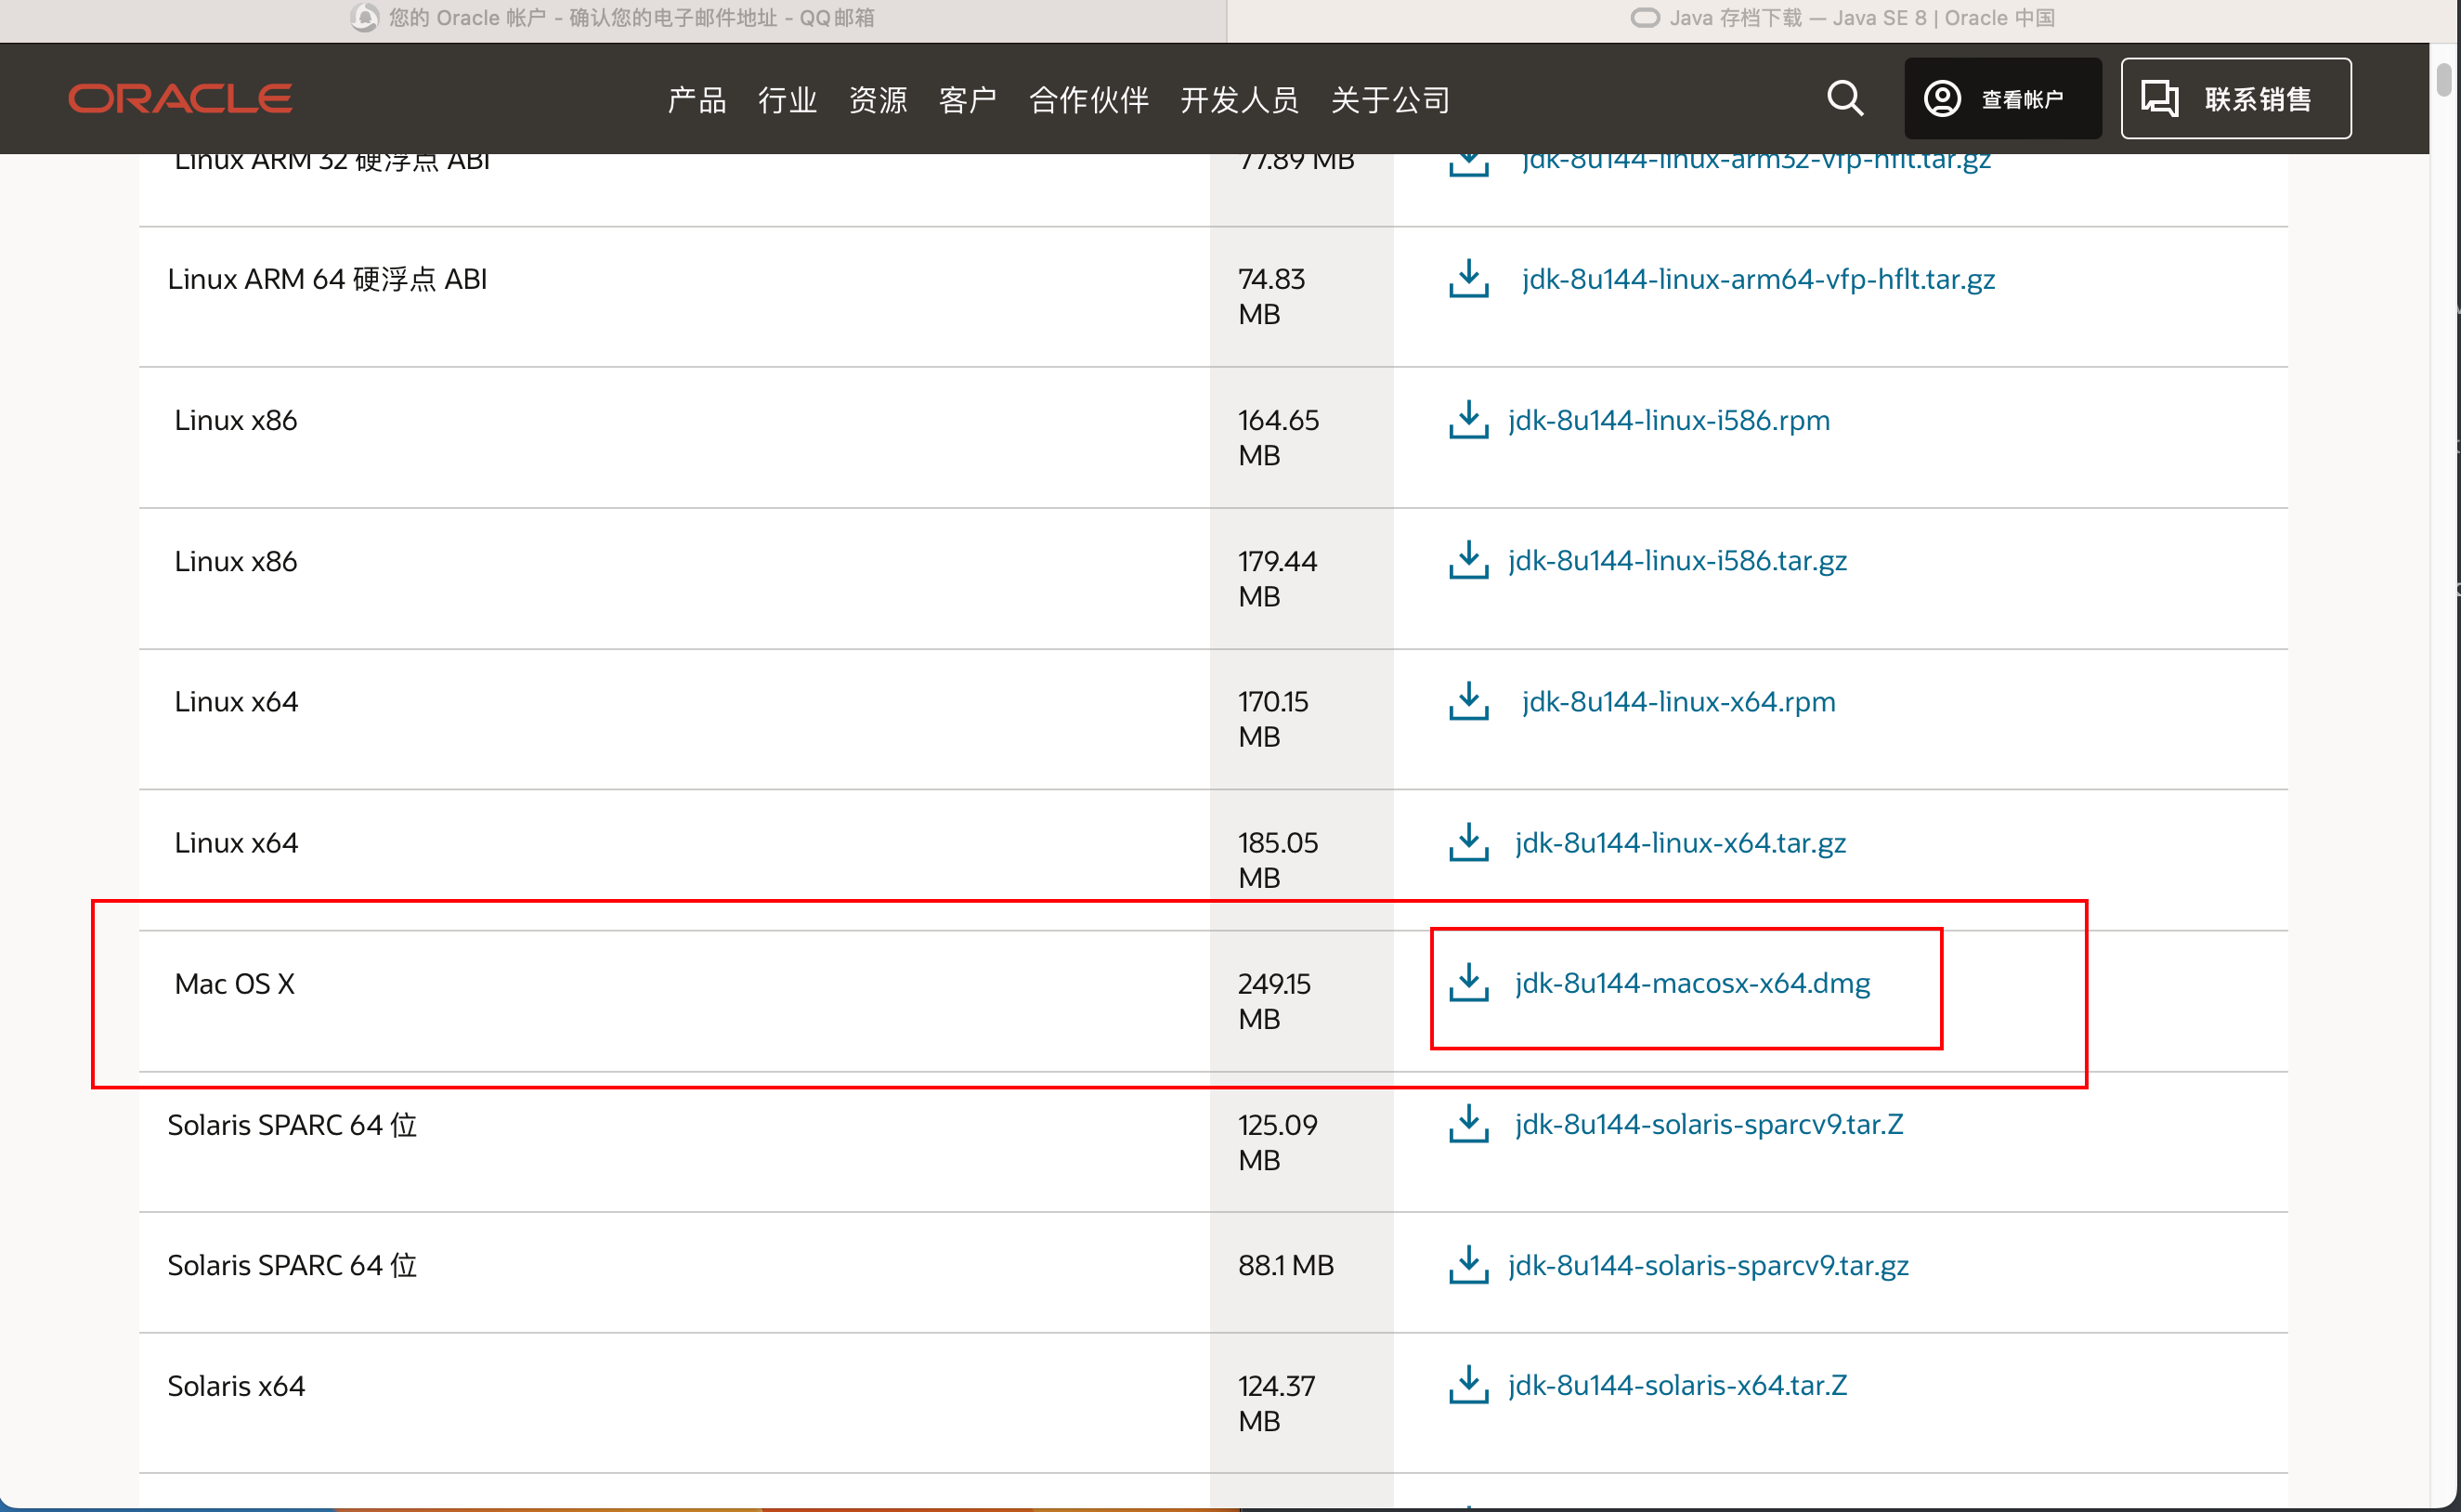 您的 Oracle 帐户 - 确认您的电子邮件地址 - QQ邮箱
Java 存档下载 — Java SE 8 | Oracle 中国
ORACLE
产品 行业 资源 客户 合作伙伴 开发人员 关于公司
查看帐户
联系销售
Linux ARM 32 硬浮点 ABI
77.89 MB
jdk-8u144-linux-arm32-vfp-hflt.tar.gz
Linux ARM 64 硬浮点 ABI
74.83
MB
jdk-8u144-linux-arm64-vfp-hflt.tar.gz
Linux x86
164.65
MB
jdk-8u144-linux-i586.rpm
Linux x86
179.44
MB
jdk-8u144-linux-i586.tar.gz
Linux x64
170.15
MB
jdk-8u144-linux-x64.rpm
Linux x64
185.05
MB
jdk-8u144-linux-x64.tar.gz
Mac OS X
249.15
MB
jdk-8u144-macosx-x64.dmg
Solaris SPARC 64 位
125.09
MB
jdk-8u144-solaris-sparcv9.tar.Z
Solaris SPARC 64 位
88.1 MB
jdk-8u144-solaris-sparcv9.tar.gz
Solaris x64
124.37
MB
jdk-8u144-solaris-x64.tar.Z